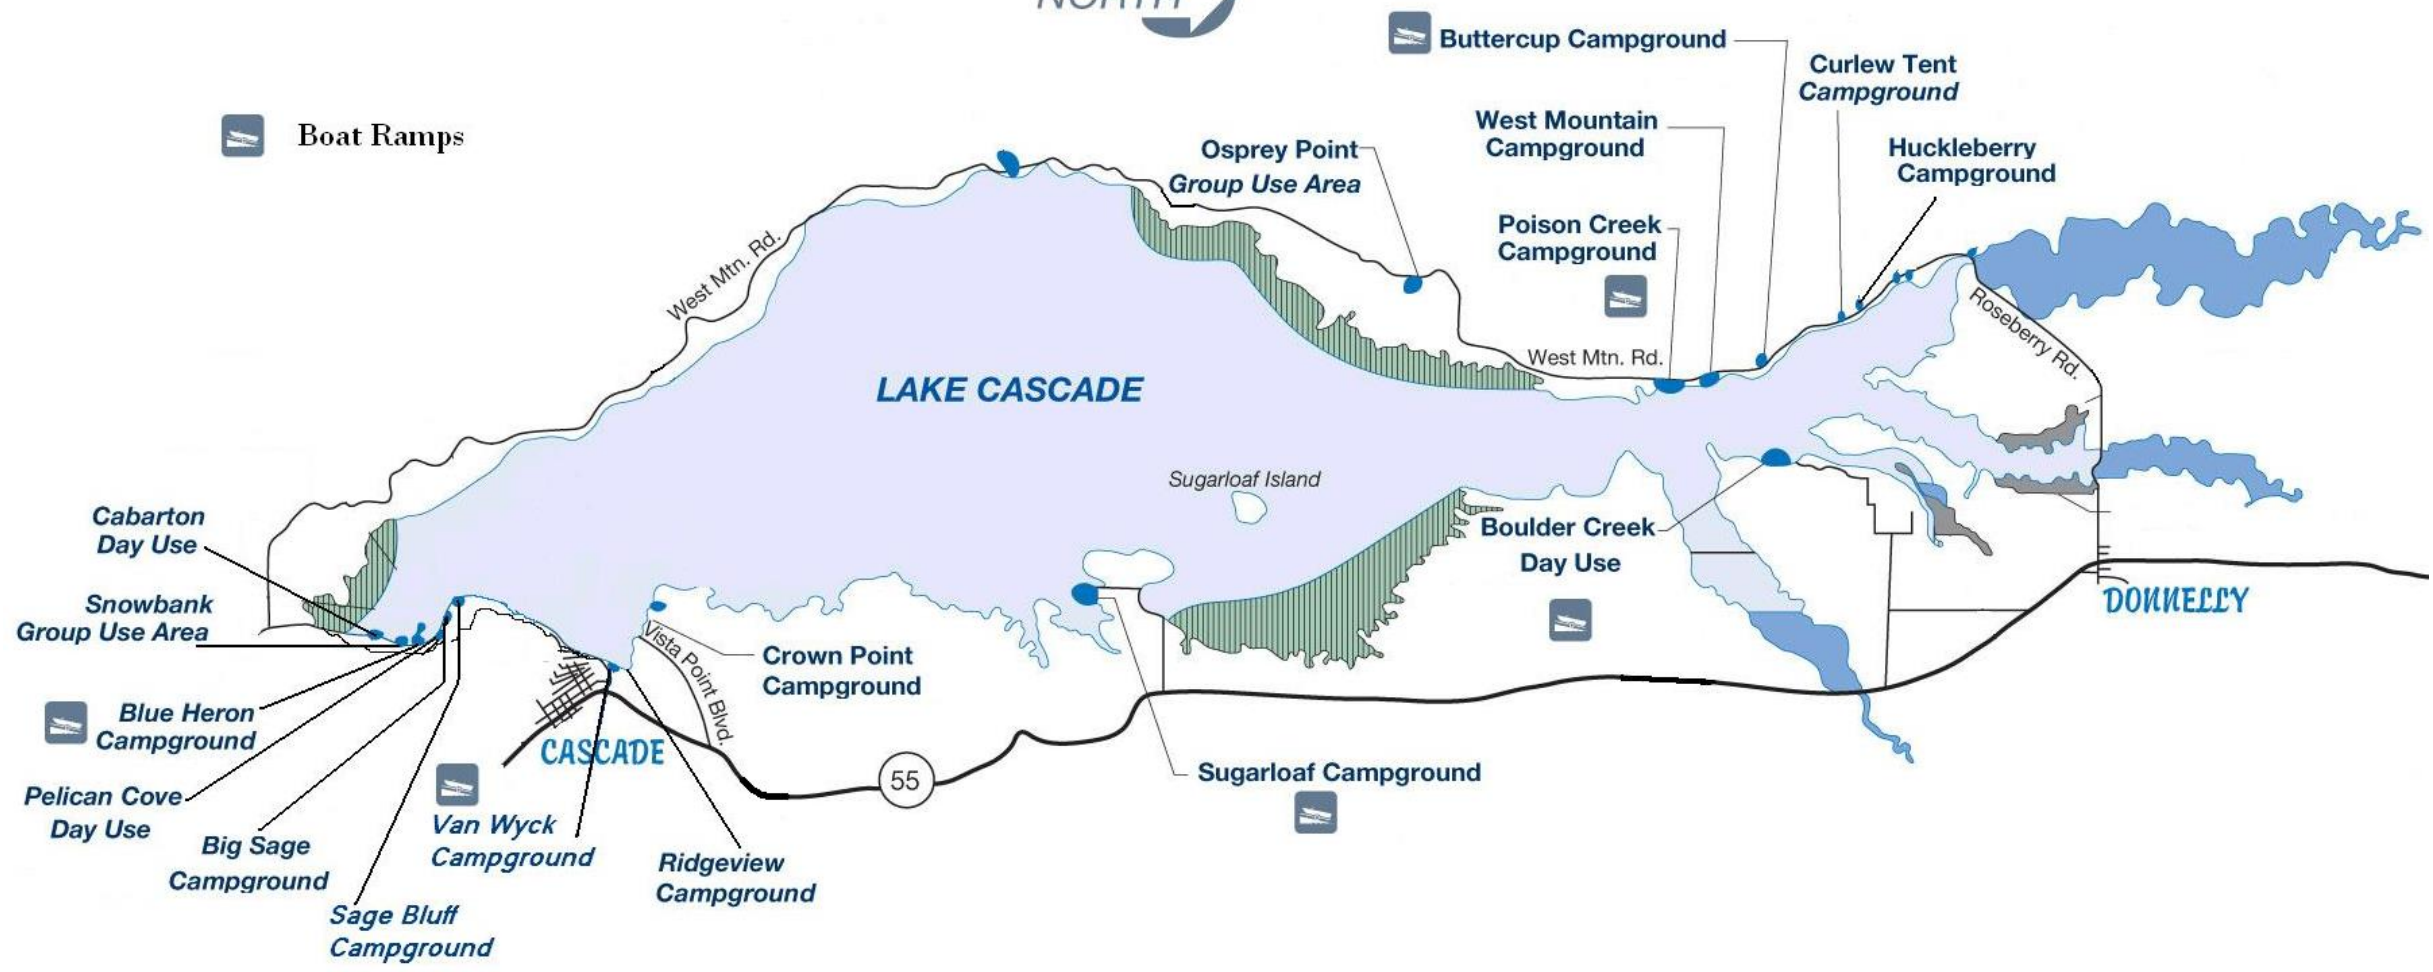 NORTH
Buttercup Campground
Curlew Tent
Campground
West Mountain
Campground
Boat Ramps
Osprey Point
Group Use Area
Huckleberry
Campground
Poison Creek
Campground
West Mtn. Rd.
Roseberry Rd.
West Mtn. Rd.
LAKE CASCADE
Sugarloaf Island
Cabarton
Day Use
Boulder Creek
Day Use
Snowbank
Group Use Area
DONNELLY
Vista Point Blvd.
Crown Point
Campground
Blue Heron
Campground
CASCADE
55
Sugarloaf Campground
Pelican Cove
Day Use
Van Wyck
Campground
Big Sage
Campground
Ridgeview
Campground
Sage Bluff
Campground